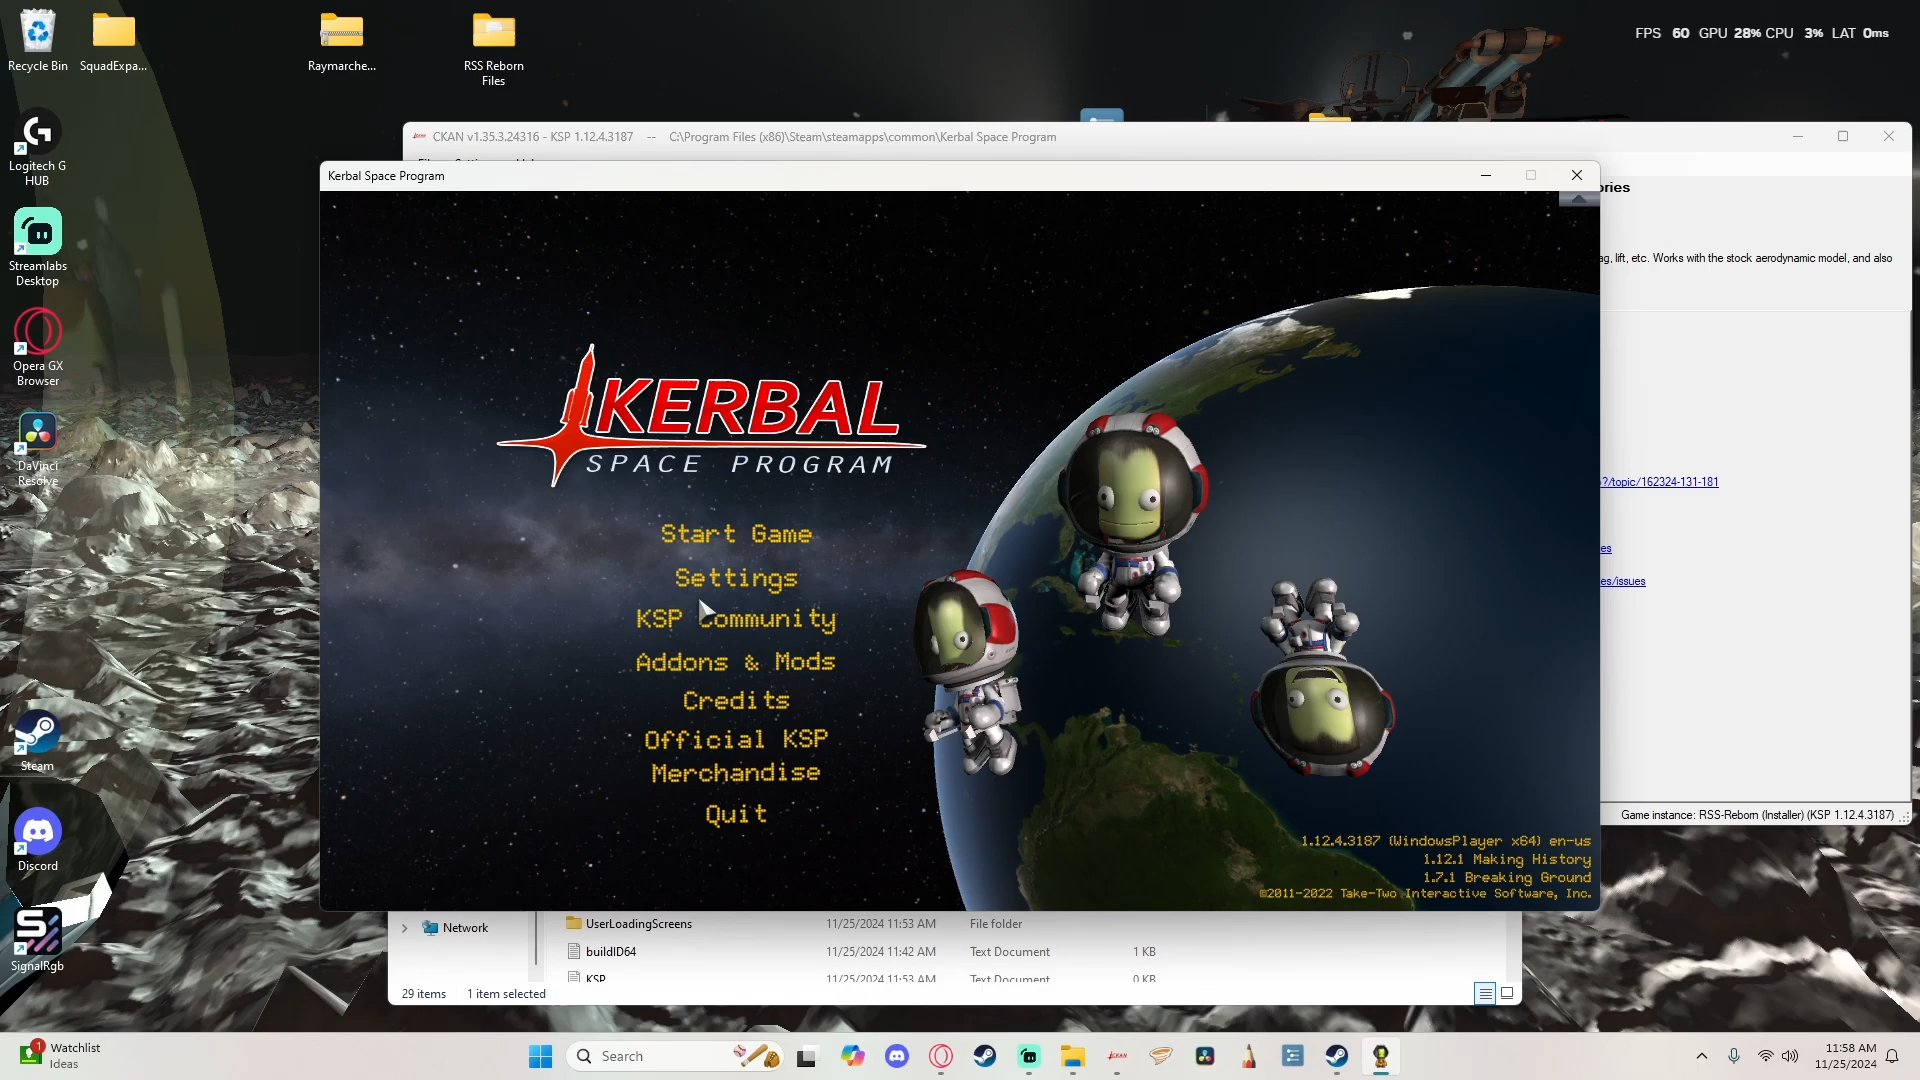 Recycle Bin
SquadExpa...
Raymarche...
RSS Reborn
Files
FPS 60 GPU 28% CPU 3% LAT 0ms
Logitech G
HUB
Streamlabs
Desktop
Opera GX
Browser
DaVinci
Resolve
Steam
Discord
SignalRgb
CKAN v1.35.3.24316 - KSP 1.12.4.3187 -- C:\Program Files (x86)\Steam\steamapps\common\Kerbal Space Program
Kerbal Space Program
KERBAL
SPACE PROGRAM
Start Game
Settings
KSP Community
Addons & Mods
Credits
Official KSP
Merchandise
Quit
1.12.4.3187 (WindowsPlayer x64) en-us
1.12.1 Making History
1.7.1 Breaking Ground
©2011-2022 Take-Two Interactive Software, Inc.
ories
ag, lift, etc. Works with the stock aerodynamic model, and also
?/topic/162324-131-181
es
es/issues
Game instance: RSS-Reborn (Installer) (KSP 1.12.4.3187)
Network
UserLoadingScreens 11/25/2024 11:53 AM File folder
buildID64 11/25/2024 11:42 AM Text Document 1 KB
KSP 11/25/2024 11:53 AM Text Document 0 KB
29 items 1 item selected
1
Watchlist
Ideas
Search
CKAN
11:58 AM
11/25/2024